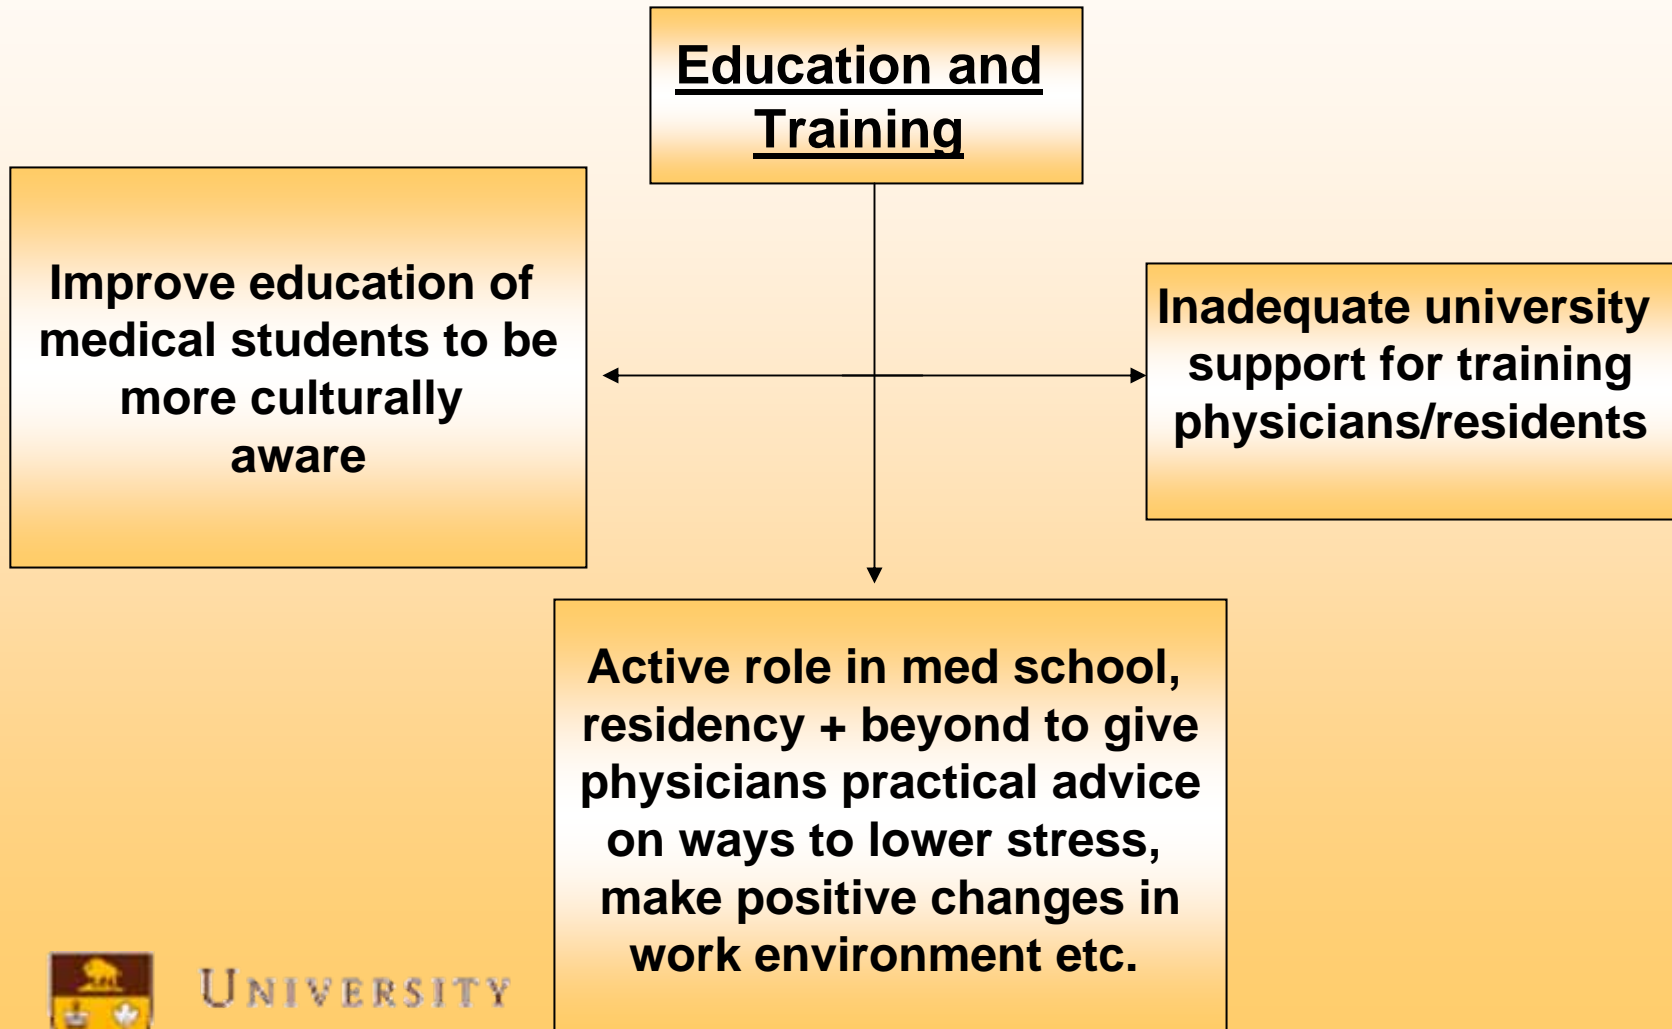 Education and
Training
Improve education of
medical students to be
more culturally
aware
Inadequate university
support for training
physicians/residents
Active role in med school,
residency + beyond to give
physicians practical advice
on ways to lower stress,
make positive changes in
work environment etc.
UNIVERSITY